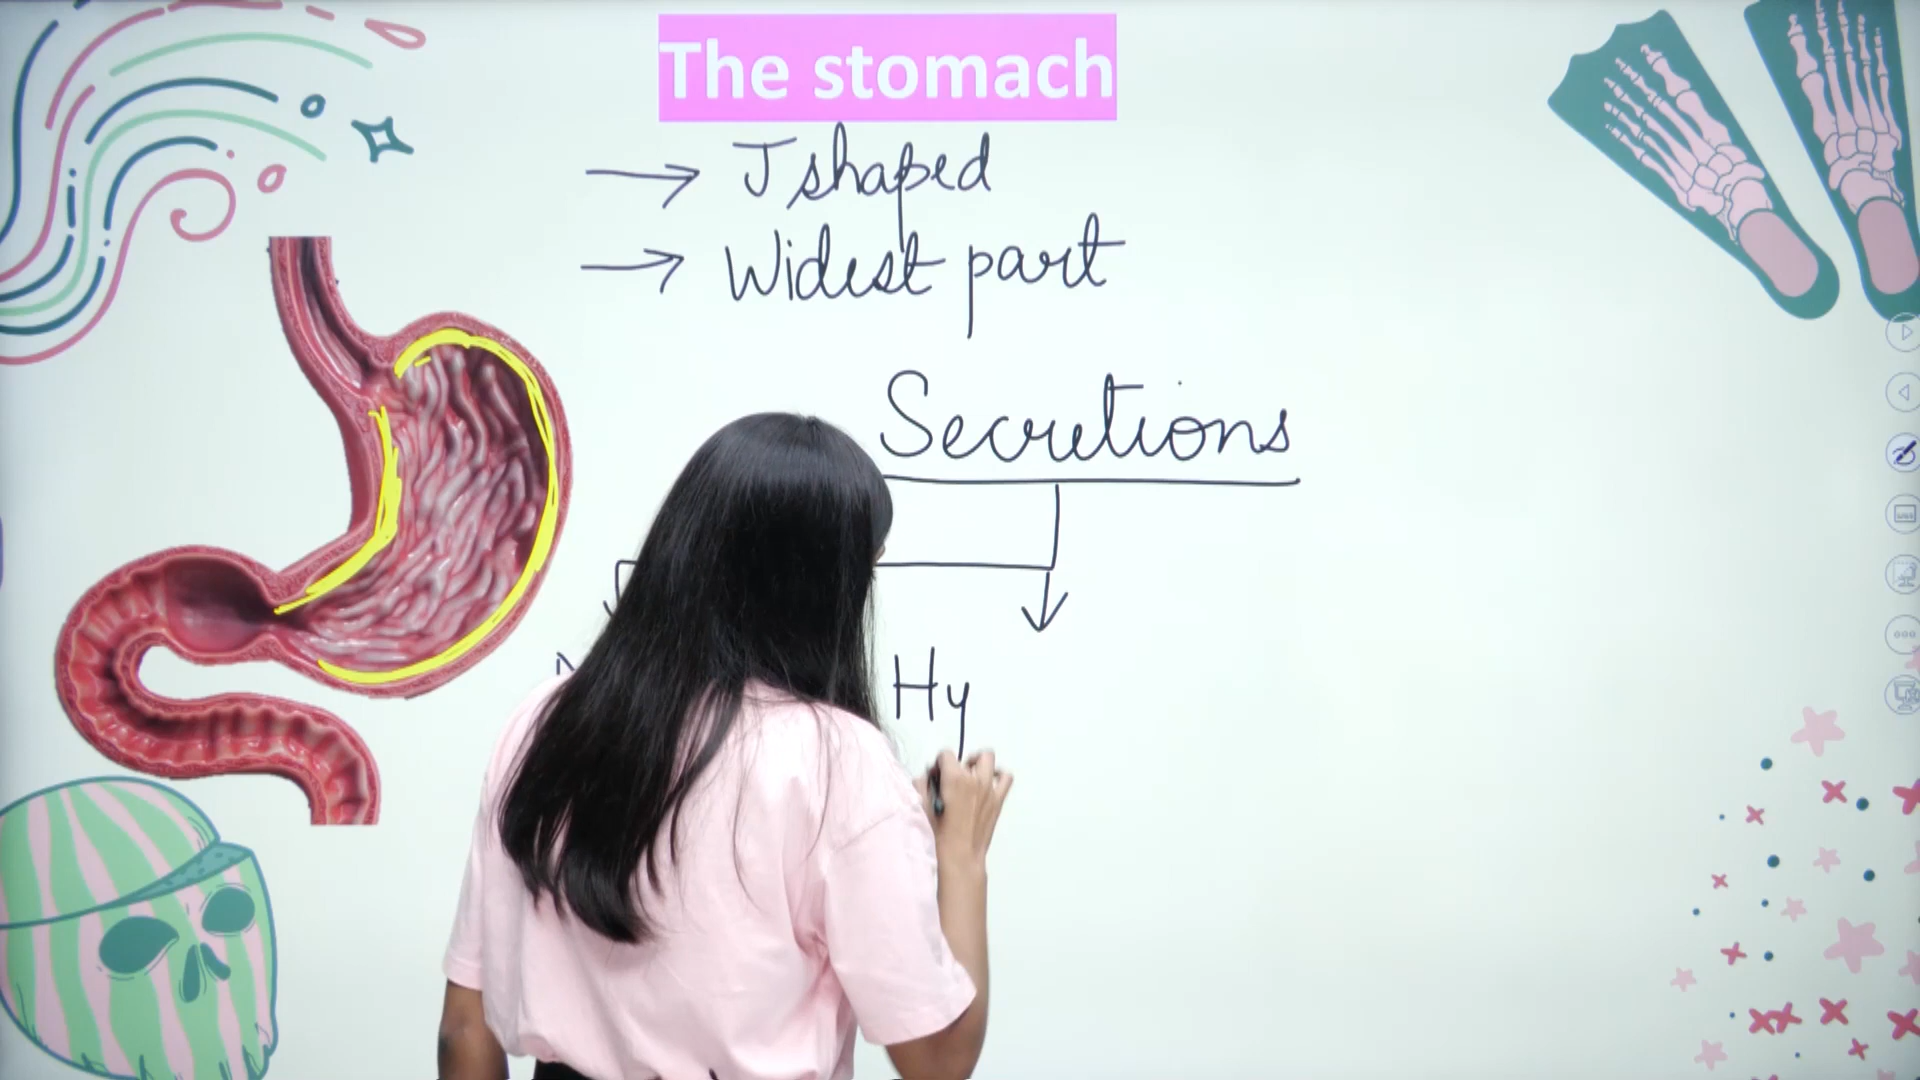 The stomach
→ J shaped
→ Widest part
Secretions
Hy